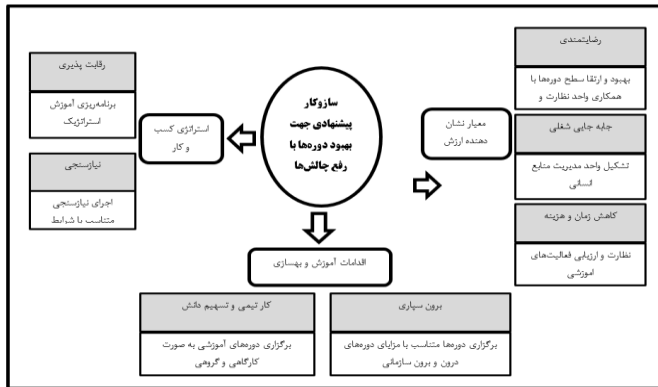 سازوکار
پیشنهادی جهت
بهبود دوره‌ها با
رفع چالش‌ها
معیار نشان
دهنده ارزش
رضایتمندی
بهبود و ارتقا سطح دوره‌ها با
همکاری واحد نظارت و
جابه جایی شغلی
تشکیل واحد مدیریت منابع
انسانی
کاهش زمان و هزینه
نظارت و ارزیابی فعالیت‌های
اموزشی
استراتژی کسب
و کار
رقابت پذیری
برنامه‌ریزی آموزش
استراتژیک
نیازسنجی
اجرای نیازسنجی
متناسب با شرایط
اقدامات آموزش و بهسازی
برون سپاری
برگزاری دوره‌ها متناسب با مزایای دوره‌های
درون و برون سازمانی
کار تیمی و تسهیم دانش
برگزاری دوره‌های آموزشی به صورت
کارگاهی و گروهی